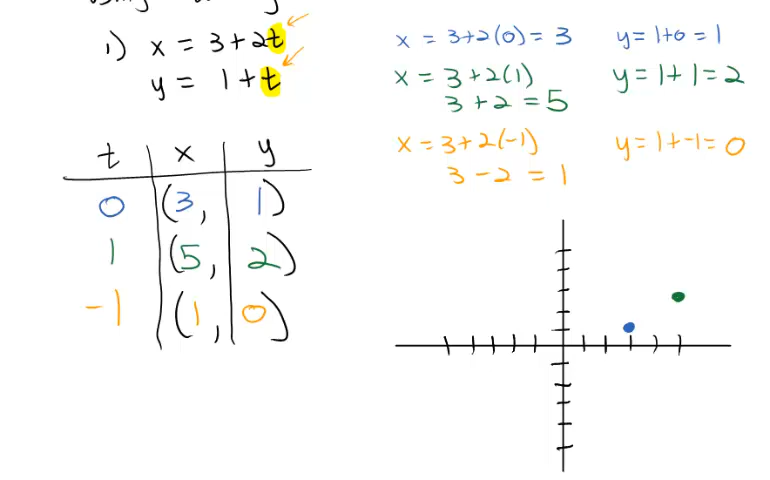 1) x = 3+2t
y = 1+t
x = 3+2(0) = 3 y = 1+0 = 1
x = 3+2(1) y = 1+1 = 2
3+2 = 5
x = 3+2(-1) y = 1+-1 = 0
3-2 = 1
t x y
0 (3, 1)
1 (5, 2)
-1 (1, 0)